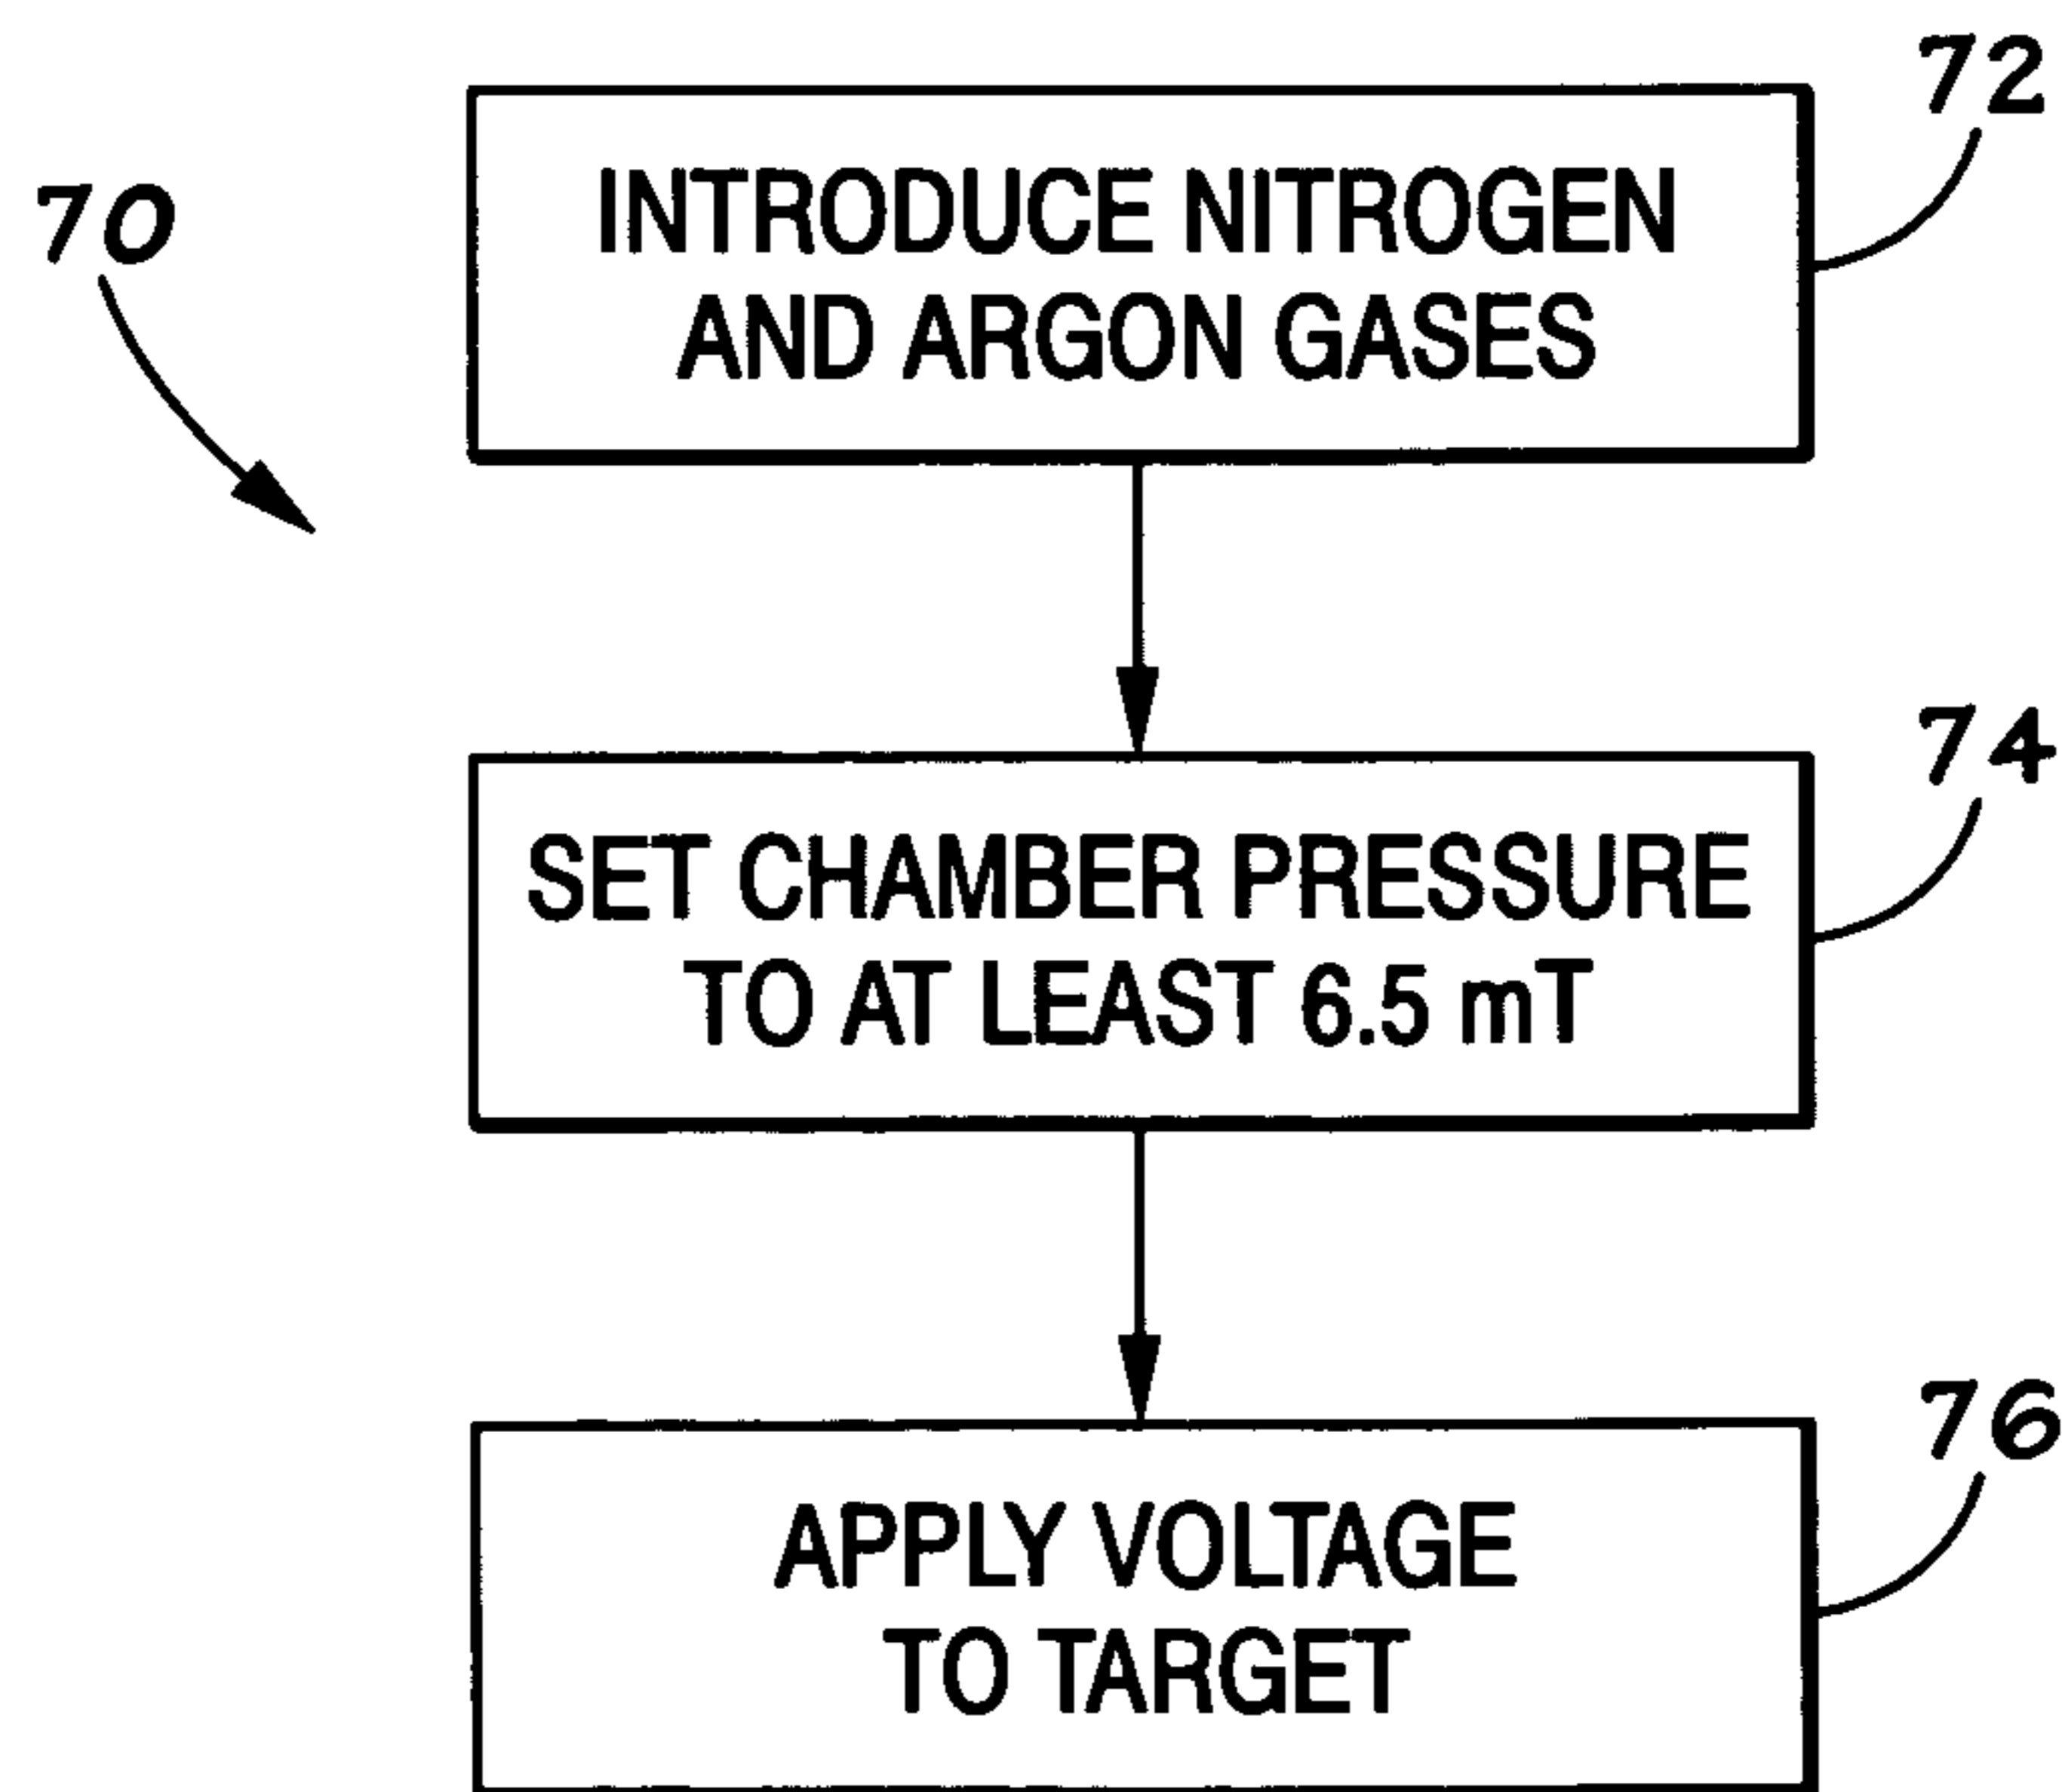 70
72
INTRODUCE NITROGEN
AND ARGON GASES
74
SET CHAMBER PRESSURE
TO AT LEAST 6.5 mT
76
APPLY VOLTAGE
TO TARGET